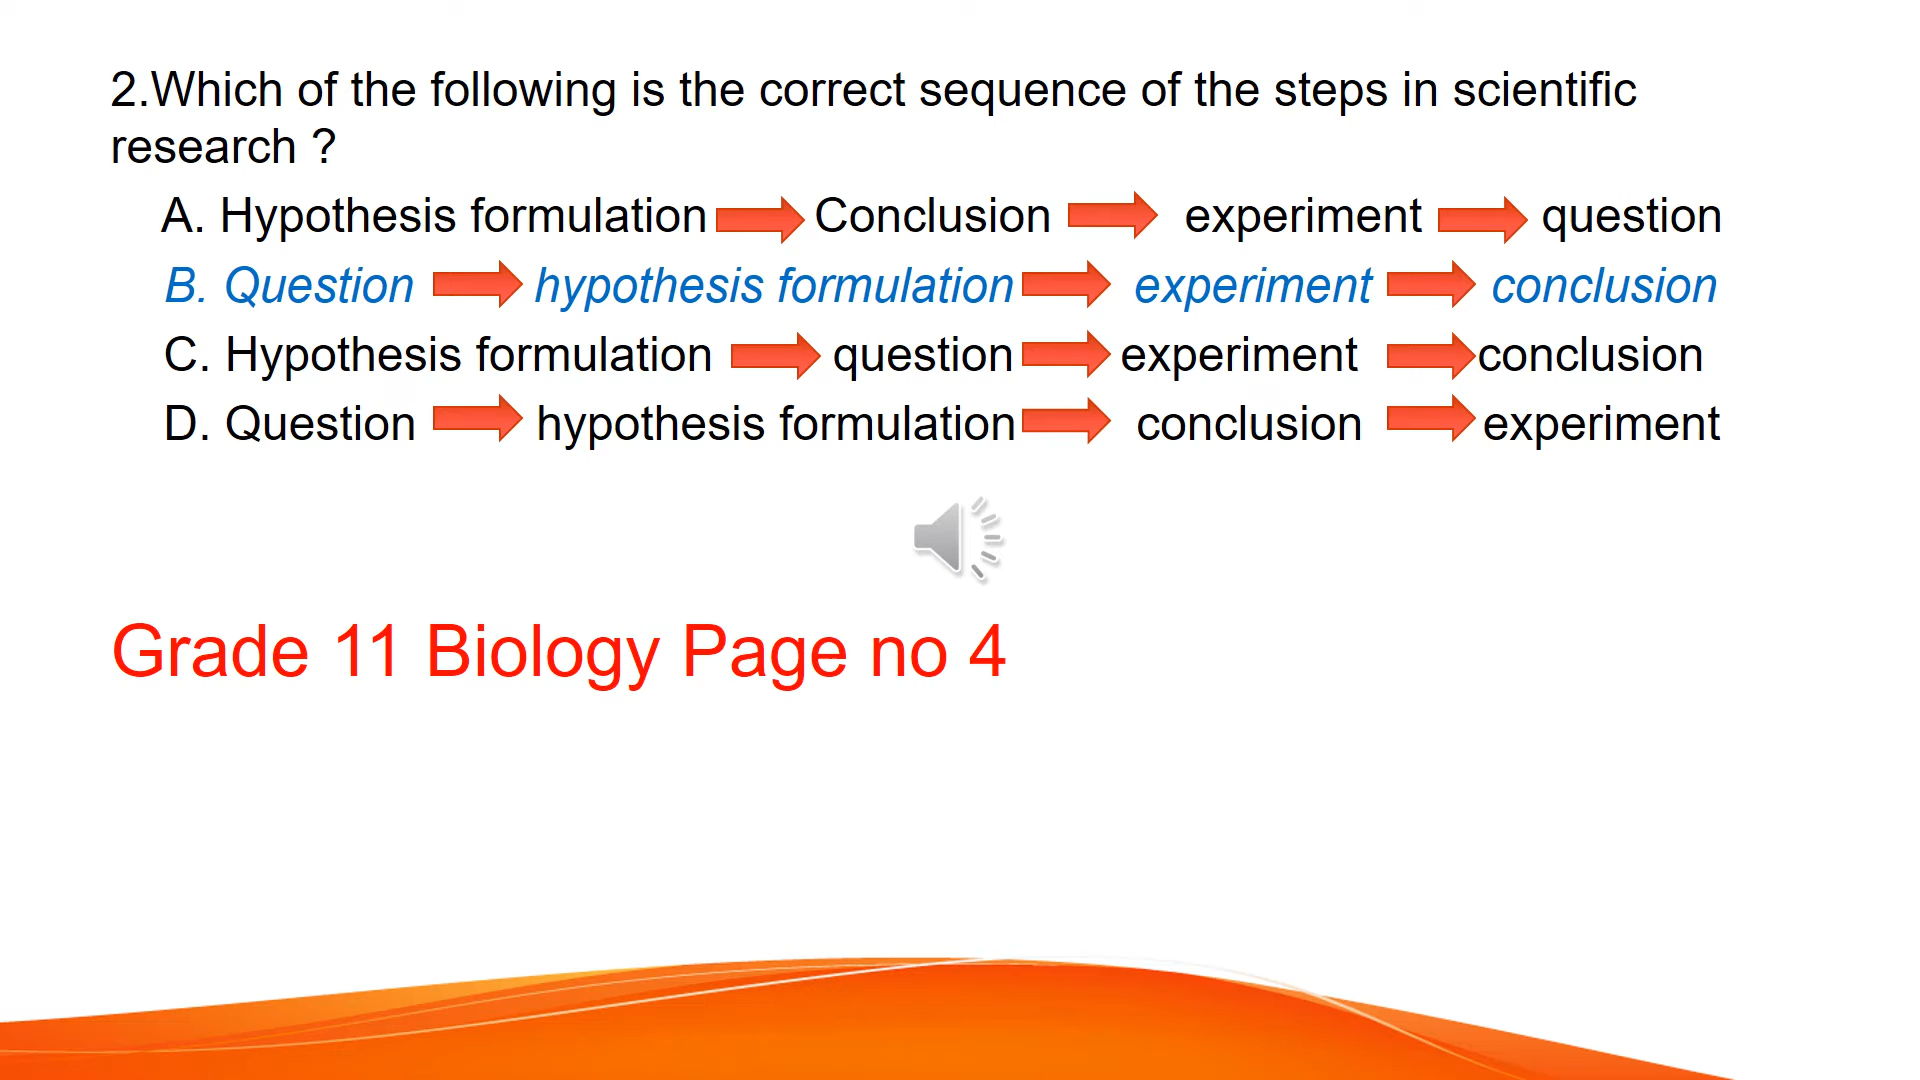 2.Which of the following is the correct sequence of the steps in scientific
research ?
A. Hypothesis formulation Conclusion experiment question
B. Question hypothesis formulation experiment conclusion
C. Hypothesis formulation question experiment conclusion
D. Question hypothesis formulation conclusion experiment
Grade 11 Biology Page no 4